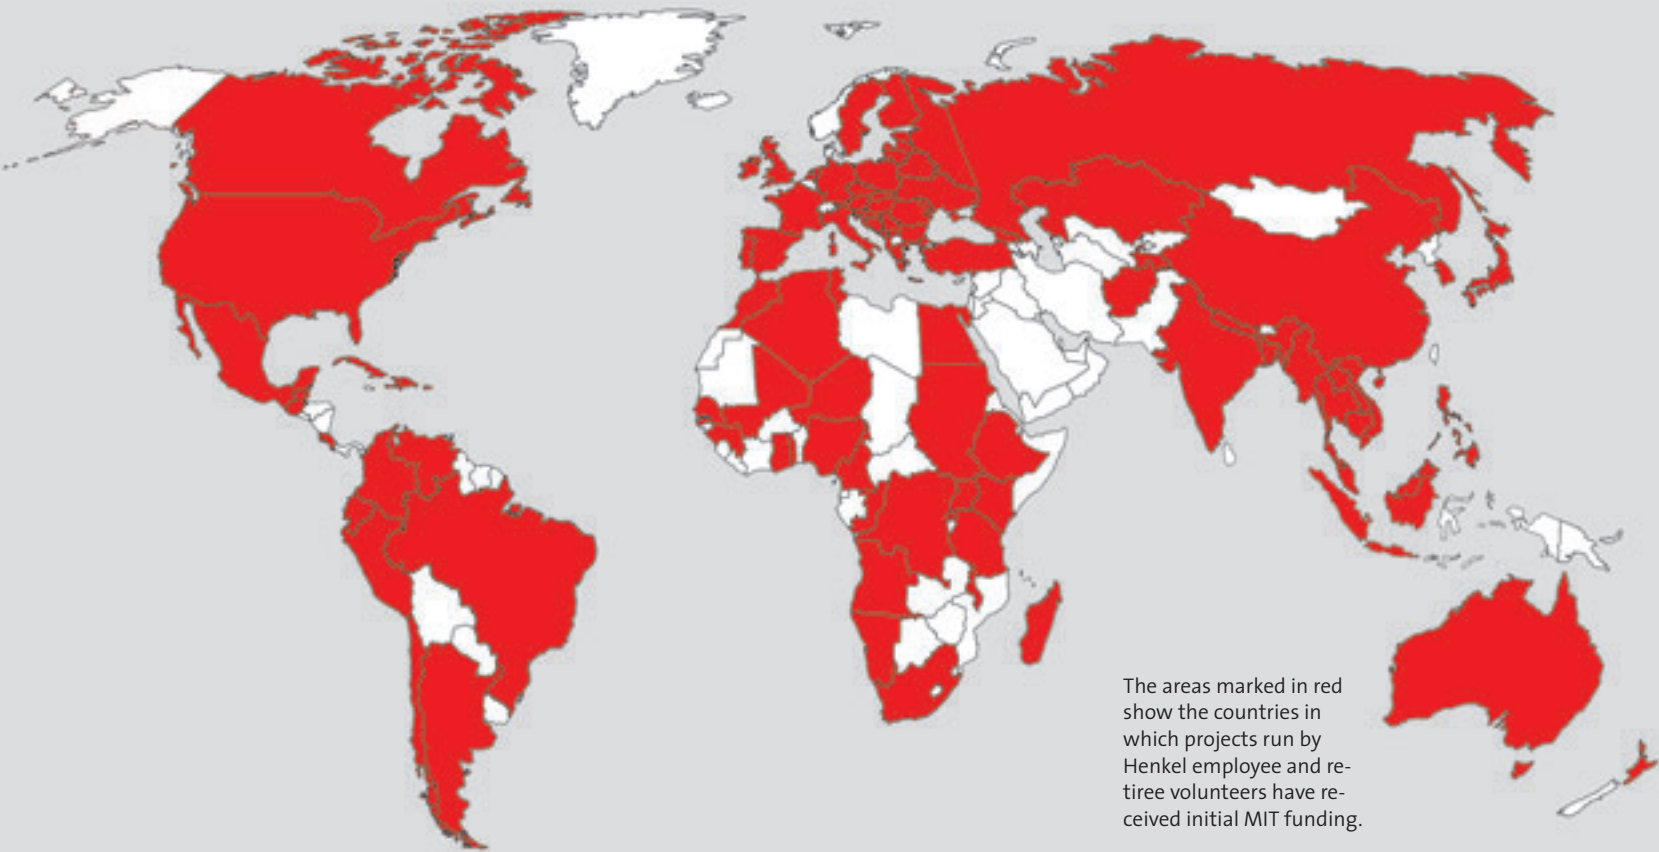 The areas marked in red
show the countries in
which projects run by
Henkel employee and re-
tiree volunteers have re-
ceived initial MIT funding.